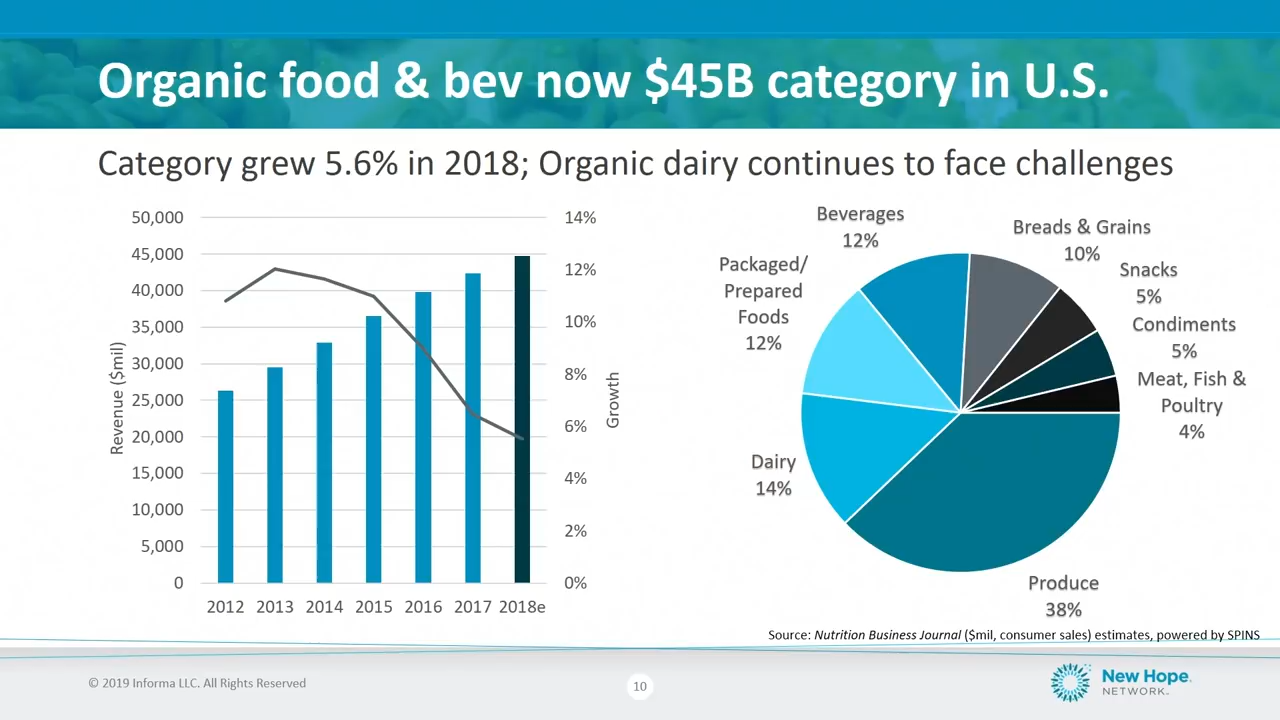 Organic food & bev now $45B category in U.S.
Category grew 5.6% in 2018; Organic dairy continues to face challenges
50,000
45,000
40,000
35,000
30,000
25,000
20,000
15,000
10,000
5,000
0
Revenue ($mil)
14%
12%
10%
8%
6%
4%
2%
0%
Growth
2012 2013 2014 2015 2016 2017 2018e
Beverages
12%
Breads & Grains
10%
Snacks
5%
Condiments
5%
Meat, Fish &
Poultry
4%
Packaged/
Prepared
Foods
12%
Dairy
14%
Produce
38%
Source: Nutrition Business Journal ($mil, consumer sales) estimates, powered by SPINS
© 2019 Informa LLC. All Rights Reserved
10
New Hope
NETWORK